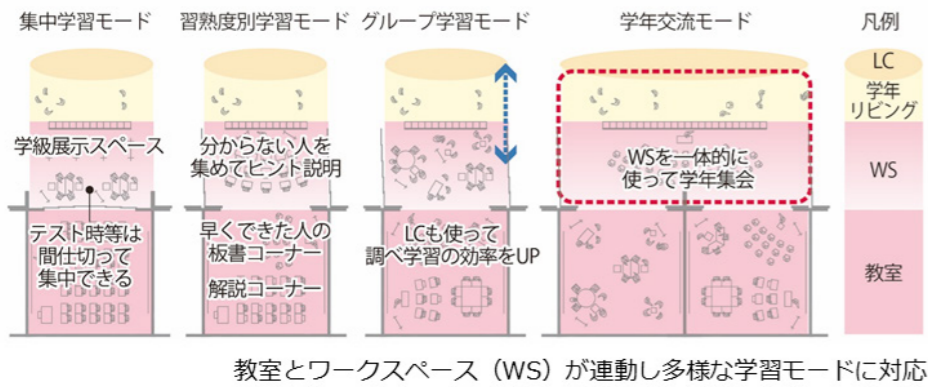 集中学習モード
習熟度別学習モード
グループ学習モード
学年交流モード
凡例
学級展示スペース
テスト時等は
間仕切って
集中できる
分からない人を
集めてヒント説明
早くできた人の
板書コーナー
解説コーナー
LCも使って
調べ学習の効率をUP
WSを一体的に
使って学年集会
LC
学年
リビング
WS
教室
教室とワークスペース（WS）が連動し多様な学習モードに対応